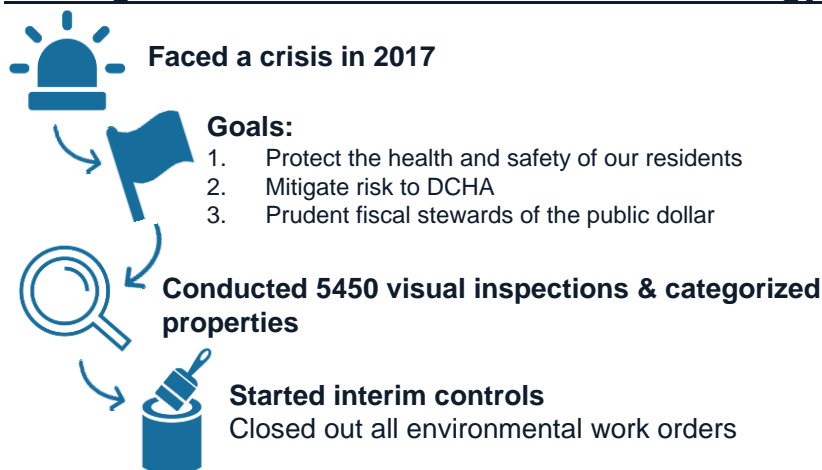 Faced a crisis in 2017
Goals:
1. Protect the health and safety of our residents
2. Mitigate risk to DCHA
3. Prudent fiscal stewards of the public dollar
Conducted 5450 visual inspections & categorized
properties
Started interim controls
Closed out all environmental work orders